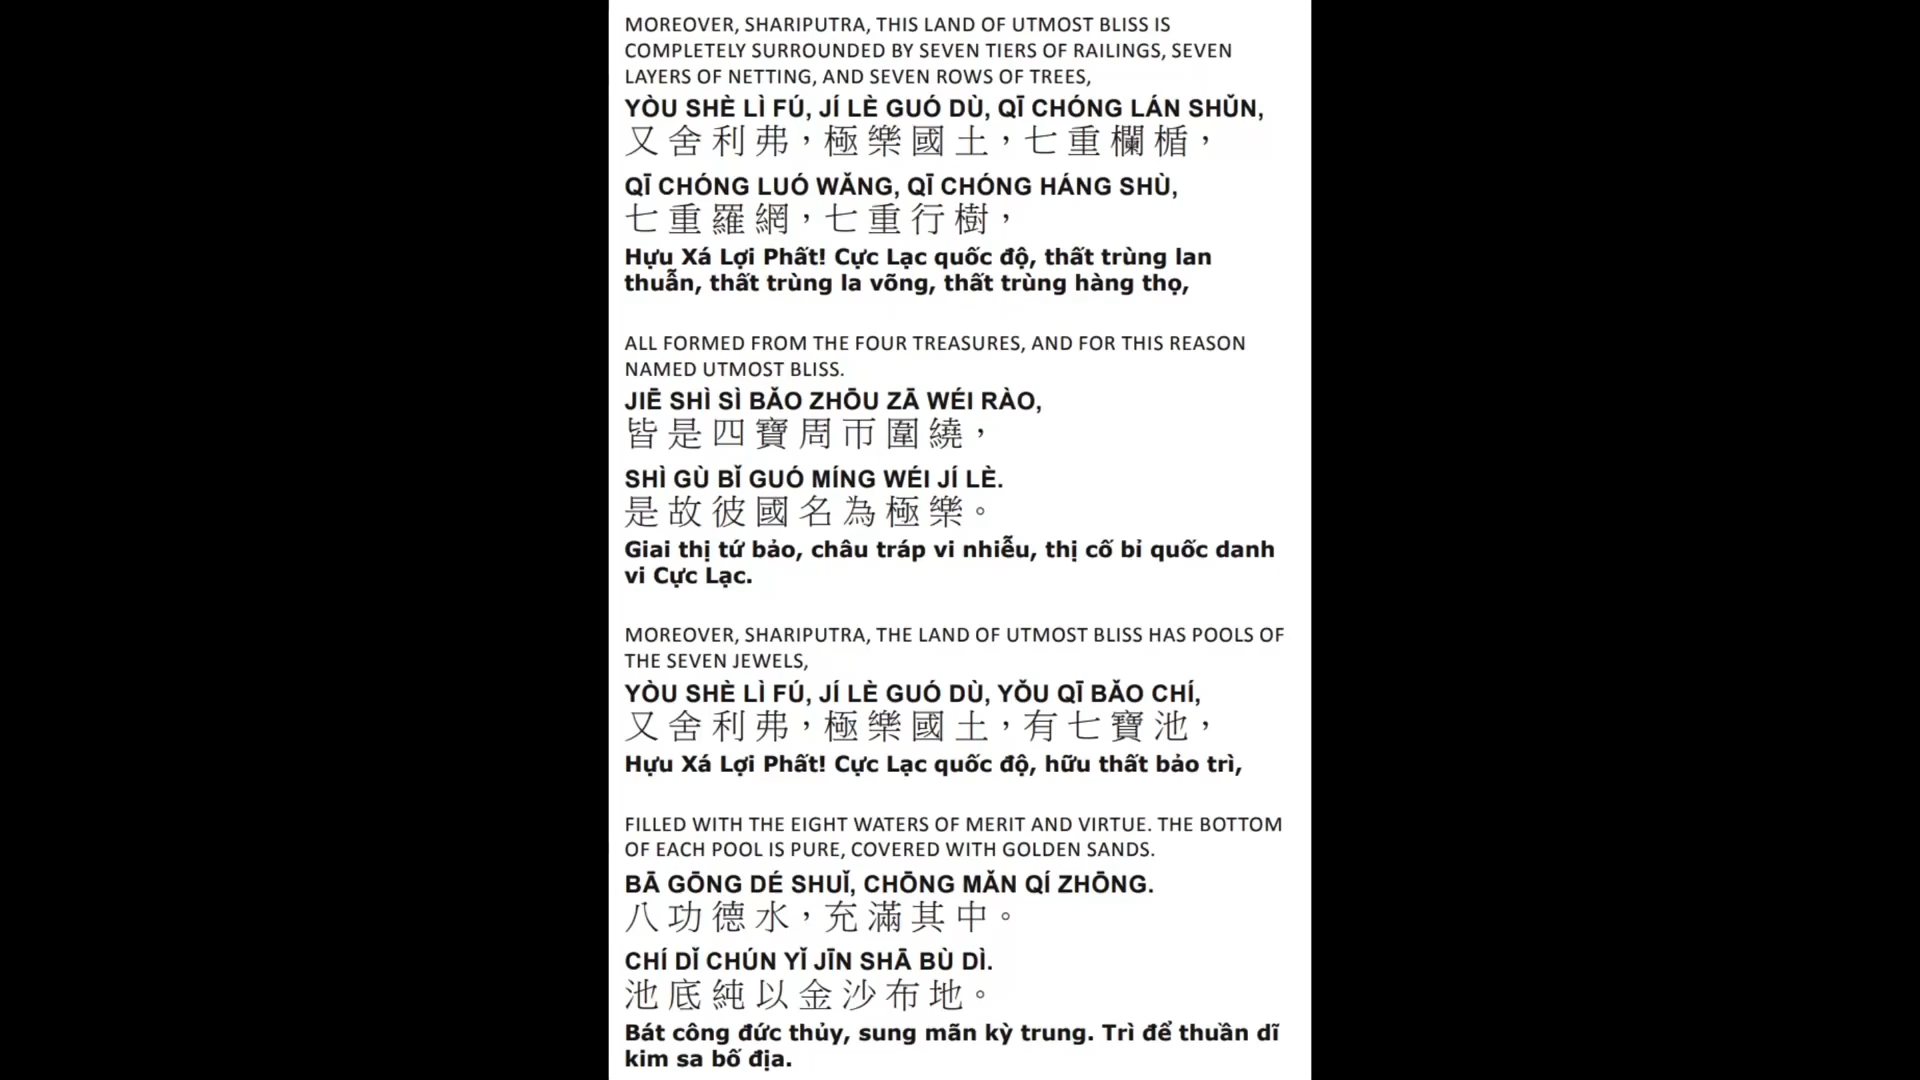 MOREOVER, SHARIPUTRA, THIS LAND OF UTMOST BLISS IS
COMPLETELY SURROUNDED BY SEVEN TIERS OF RAILINGS, SEVEN
LAYERS OF NETTING, AND SEVEN ROWS OF TREES,
YÒU SHÈ LÌ FÚ, JÍ LÈ GUÓ DÙ, QĪ CHÓNG LÁN SHǓN,
又舍利弗，極樂國土，七重欄楯，
QĪ CHÓNG LUÓ WǍNG, QĪ CHÓNG HÁNG SHÙ,
七重羅網，七重行樹，
Hựu Xá Lợi Phất! Cực Lạc quốc độ, thất trùng lan
thuẫn, thất trùng la võng, thất trùng hàng thọ,
ALL FORMED FROM THE FOUR TREASURES, AND FOR THIS REASON
NAMED UTMOST BLISS.
JIĒ SHÌ SÌ BǍO ZHŌU ZĀ WÉI RÀO,
皆是四寶周帀圍繞，
SHÌ GÙ BǏ GUÓ MÍNG WÉI JÍ LÈ.
是故彼國名為極樂。
Giai thị tứ bảo, châu tráp vi nhiễu, thị cố bỉ quốc danh
vi Cực Lạc.
MOREOVER, SHARIPUTRA, THE LAND OF UTMOST BLISS HAS POOLS OF
THE SEVEN JEWELS,
YÒU SHÈ LÌ FÚ, JÍ LÈ GUÓ DÙ, YǑU QĪ BǍO CHÍ,
又舍利弗，極樂國土，有七寶池，
Hựu Xá Lợi Phất! Cực Lạc quốc độ, hữu thất bảo trì,
FILLED WITH THE EIGHT WATERS OF MERIT AND VIRTUE. THE BOTTOM
OF EACH POOL IS PURE, COVERED WITH GOLDEN SANDS.
BĀ GŌNG DÉ SHUǏ, CHŌNG MǍN QÍ ZHŌNG.
八功德水，充滿其中。
CHÍ DǏ CHÚN YǏ JĪN SHĀ BÙ DÌ.
池底純以金沙布地。
Bát công đức thủy, sung mãn kỳ trung. Trì để thuần dĩ
kim sa bố địa.